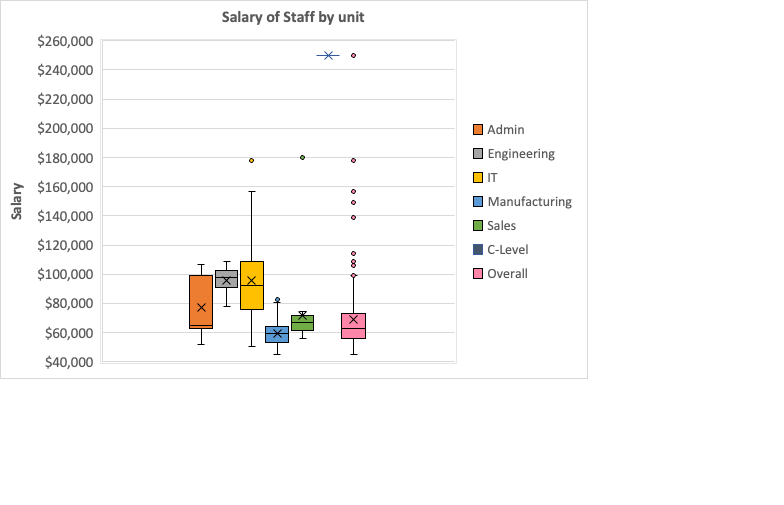 Salary of Staff by unit
$260,000
$240,000
$220,000
$200,000
$180,000
$160,000
$140,000
$120,000
$100,000
$80,000
$60,000
$40,000
Salary
Admin
Engineering
IT
Manufacturing
Sales
C-Level
Overall